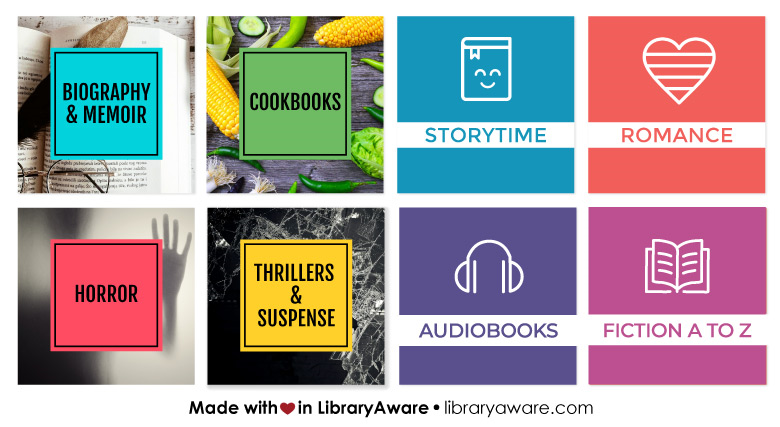 BIOGRAPHY
& MEMOIR
COOKBOOKS
STORYTIME
ROMANCE
HORROR
THRILLERS
&
SUSPENSE
AUDIOBOOKS
FICTION A TO Z
Made with❤in LibraryAware • libraryaware.com